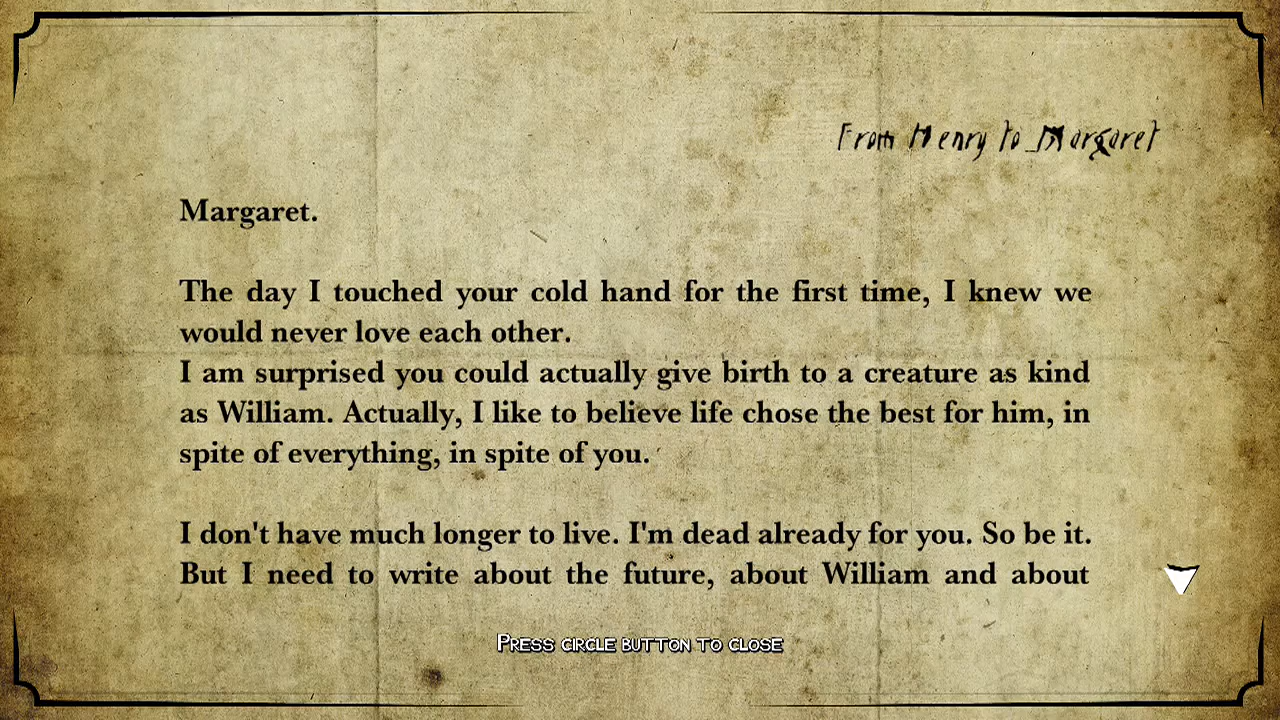 From Henry to Margaret
Margaret.
The day I touched your cold hand for the first time, I knew we
would never love each other.
I am surprised you could actually give birth to a creature as kind
as William. Actually, I like to believe life chose the best for him, in
spite of everything, in spite of you.
I don't have much longer to live. I'm dead already for you. So be it.
But I need to write about the future, about William and about
PRESS CIRCLE BUTTON TO CLOSE